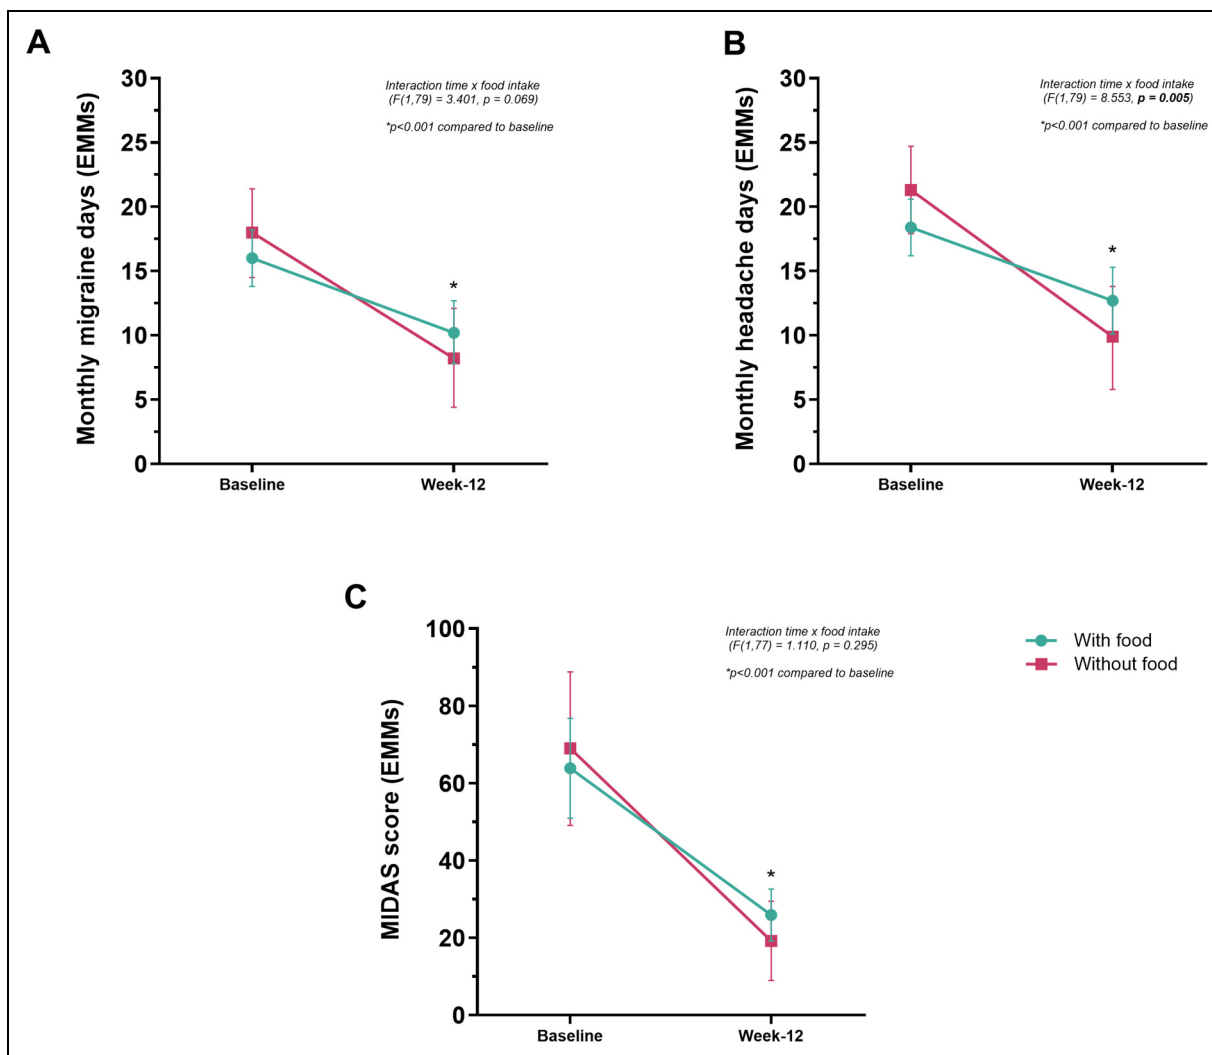 A
Monthly migraine days (EMMs)
30
25
20
15
10
5
0
Baseline
Week-12
Interaction time x food intake
(F(1,79) = 3.401, p = 0.069)
*p<0.001 compared to baseline
*
B
Monthly headache days (EMMs)
30
25
20
15
10
5
0
Baseline
Week-12
Interaction time x food intake
(F(1,79) = 8.553, p = 0.005)
*p<0.001 compared to baseline
*
C
MIDAS score (EMMs)
100
80
60
40
20
0
Baseline
Week-12
Interaction time x food intake
(F(1,77) = 1.110, p = 0.295)
*p<0.001 compared to baseline
*
With food
Without food